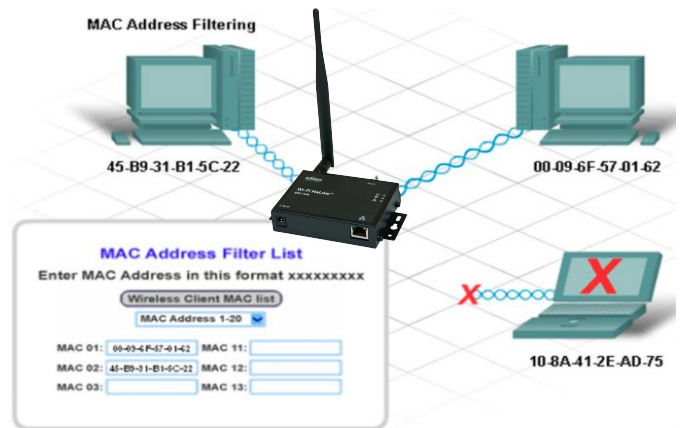 MAC Address Filtering
45-B9-31-B1-5C-22
00-09-6F-57-01-62
10-8A-41-2E-AD-75
MAC Address Filter List
Enter MAC Address in this format xxxxxxxxx
Wireless Client MAC list
MAC Address 1-20
MAC 01: 00-09-6F-57-01-62 MAC 11:
MAC 02: 45-B9-31-B1-5C-22 MAC 12:
MAC 03: MAC 13:
X
X